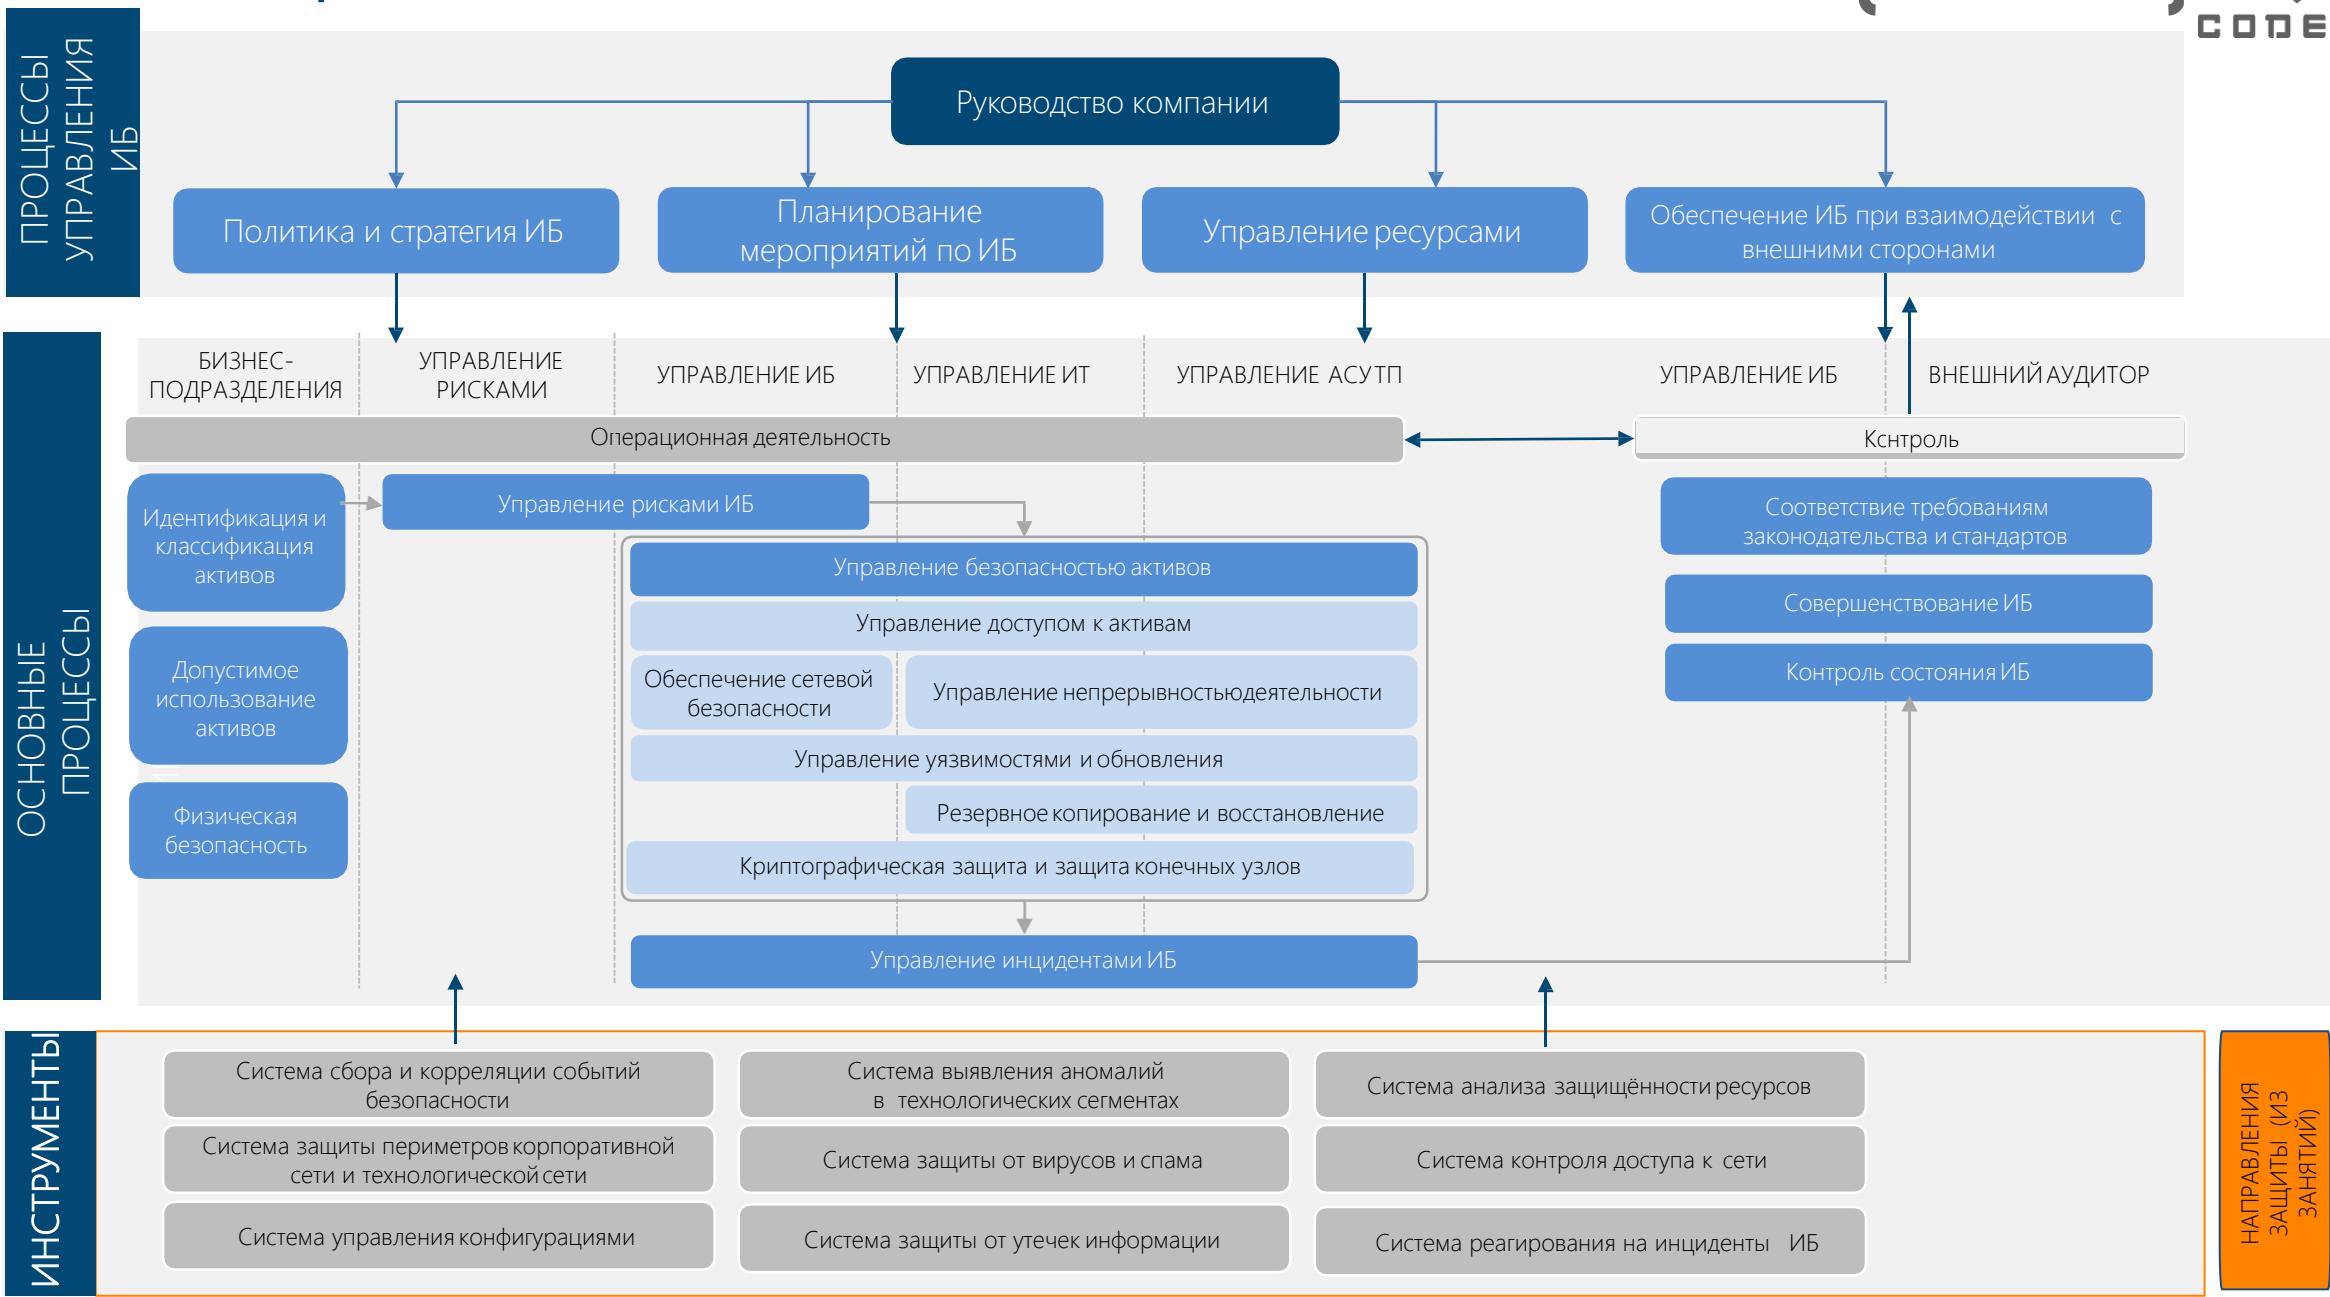 CODE
ПРОЦЕССЫ
УПРАВЛЕНИЯ
ИБ
Руководство компании
Политика и стратегия ИБ
Планирование
мероприятий по ИБ
Управление ресурсами
Обеспечение ИБ при взаимодействии с
внешними сторонами
ОСНОВНЫЕ
ПРОЦЕССЫ
БИЗНЕС-
ПОДРАЗДЕЛЕНИЯ
УПРАВЛЕНИЕ
РИСКАМИ
УПРАВЛЕНИЕ ИБ
УПРАВЛЕНИЕ ИТ
УПРАВЛЕНИЕ АСУТП
УПРАВЛЕНИЕ ИБ
ВНЕШНИЙ АУДИТОР
Операционная деятельность
Контроль
Идентификация и
классификация
активов
Допустимое
использование
активов
Физическая
безопасность
Управление рисками ИБ
Управление безопасностью активов
Управление доступом к активам
Обеспечение сетевой
безопасности
Управление непрерывностьюдеятельности
Управление уязвимостями и обновления
Резервное копирование и восстановление
Криптографическая защита и защита конечных узлов
Управление инцидентами ИБ
Соответствие требованиям
законодательства и стандартов
Совершенствование ИБ
Контроль состояния ИБ
ИНСТРУМЕНТЫ
Система сбора и корреляции событий
безопасности
Система защиты периметров корпоративной
сети и технологической сети
Система управления конфигурациями
Система выявления аномалий
в технологических сегментах
Система защиты от вирусов и спама
Система защиты от утечек информации
Система анализа защищённости ресурсов
Система контроля доступа к сети
Система реагирования на инциденты ИБ
НАПРАВЛЕНИЯ
ЗАЩИТЫ (ИЗ
ЗАНЯТИЙ)